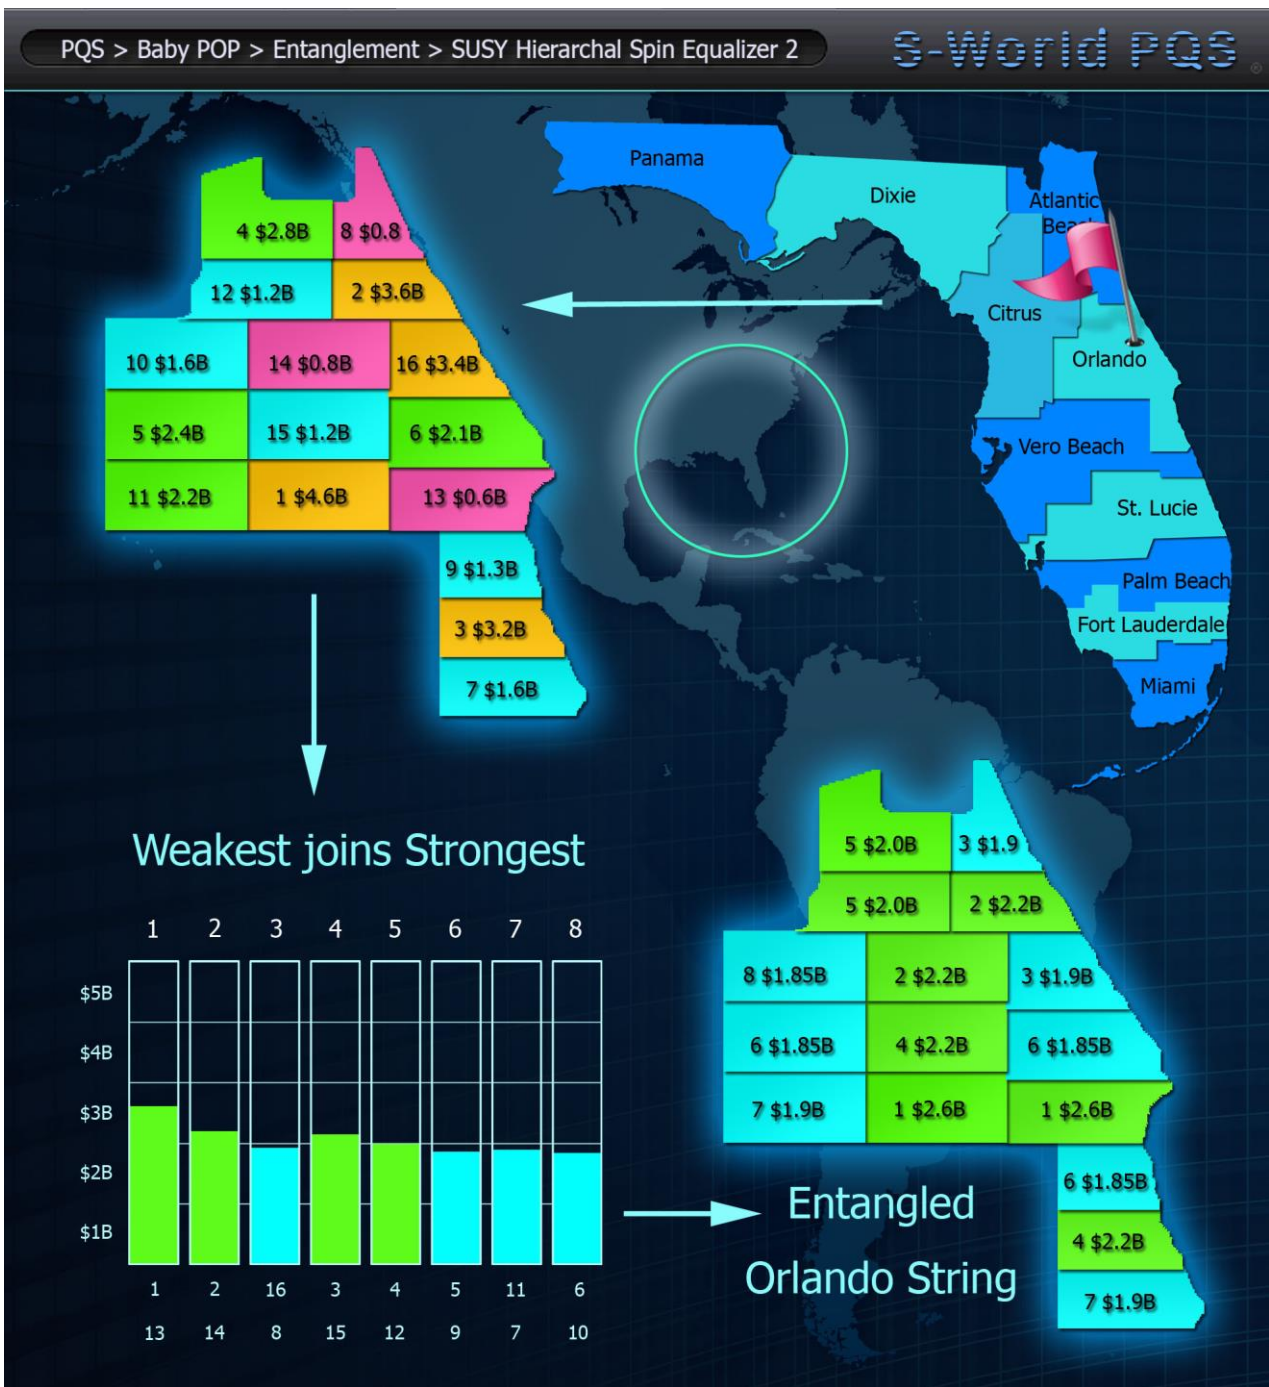 PQS > Baby POP > Entanglement > SUSY Hierarchal Spin Equalizer 2
S-World PQS ®
Panama
Dixie
Atlantic
Beach
Citrus
Orlando
Vero Beach
St. Lucie
Palm Beach
Fort Lauderdale
Miami
4 $2.8B
8 $0.8
12 $1.2B
2 $3.6B
10 $1.6B
14 $0.8B
16 $3.4B
5 $2.4B
15 $1.2B
6 $2.1B
11 $2.2B
1 $4.6B
13 $0.6B
9 $1.3B
3 $3.2B
7 $1.6B
Weakest joins Strongest
1 2 3 4 5 6 7 8
$5B
$4B
$3B
$2B
$1B
1 2 16 3 4 5 11 6
13 14 8 15 12 9 7 10
5 $2.0B
3 $1.9
5 $2.0B
2 $2.2B
8 $1.85B
2 $2.2B
3 $1.9B
6 $1.85B
4 $2.2B
6 $1.85B
7 $1.9B
1 $2.6B
1 $2.6B
6 $1.85B
4 $2.2B
7 $1.9B
Entangled
Orlando String